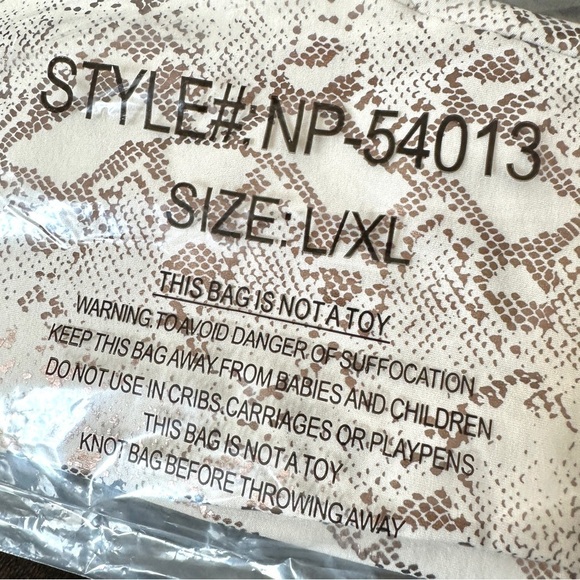 STYLE#: NP-54013
SIZE: L/XL
THIS BAG IS NOT A TOY
WARNING: TO AVOID DANGER OF SUFFOCATION
KEEP THIS BAG AWAY FROM BABIES AND CHILDREN
DO NOT USE IN CRIBS. CARRIAGES OR PLAYPENS
THIS BAG IS NOT A TOY
KNOT BAG BEFORE THROWING AWAY